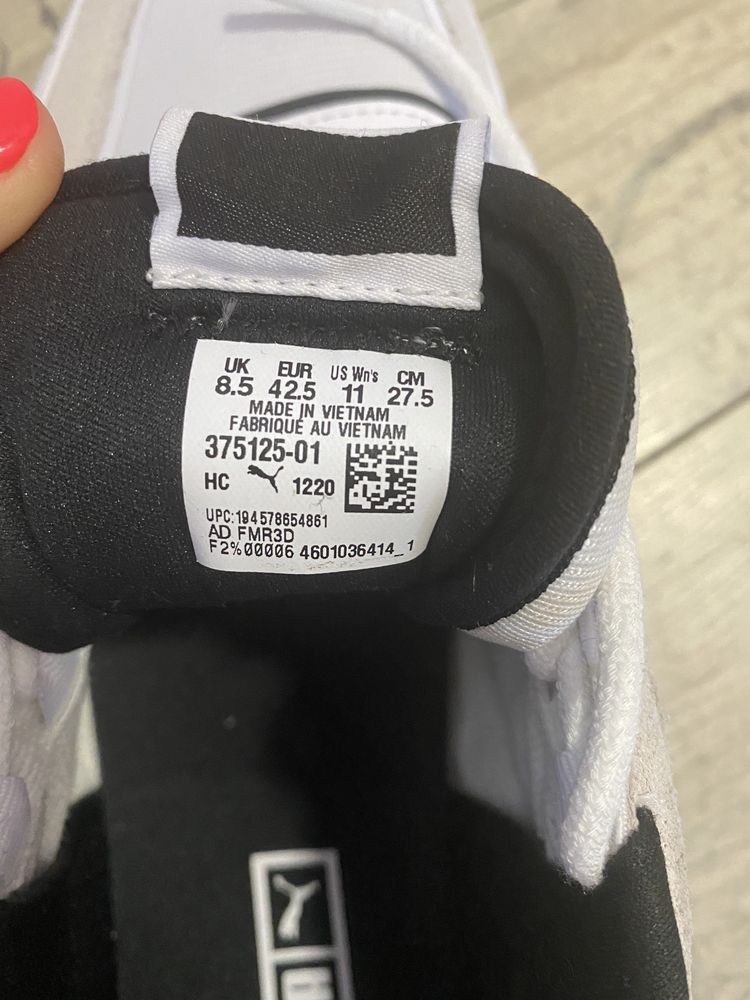 UK EUR US Wn's CM
8.5 42.5 11 27.5
MADE IN VIETNAM
FABRIQUÉ AU VIETNAM
375125-01
HC 1220
UPC:194578654861
AD FMR3D
F2%00006 4601036414_1